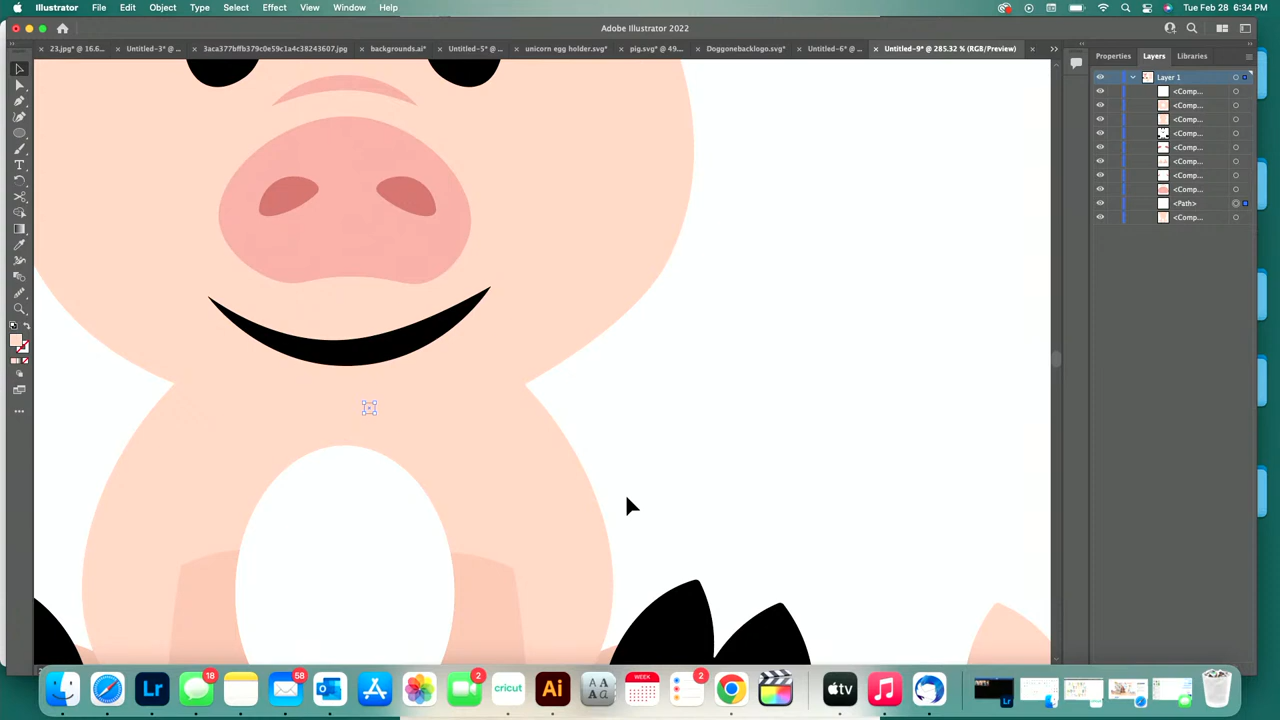 Illustrator File Edit Object Type Select Effect View Window Help Tue Feb 28 6:34 PM
Adobe Illustrator 2022
23.jpg* @ 16.6... Untitled-3* @ ... 3aca377bffb379c0e59c1a4c38243607.jpg backgrounds.ai* Untitled-5* @ ... unicorn egg holder.svg* pig.svg* @ 49.... Doggonebacklogo.svg* Untitled-6* @ ... Untitled-9* @ 285.32 % (RGB/Preview)
Properties Layers Libraries
Layer 1
<Comp...
<Comp...
<Comp...
<Comp...
<Comp...
<Comp...
<Comp...
<Comp...
<Path>
<Comp...
18 58 2 2
Lr cricut Ai WEEK tv